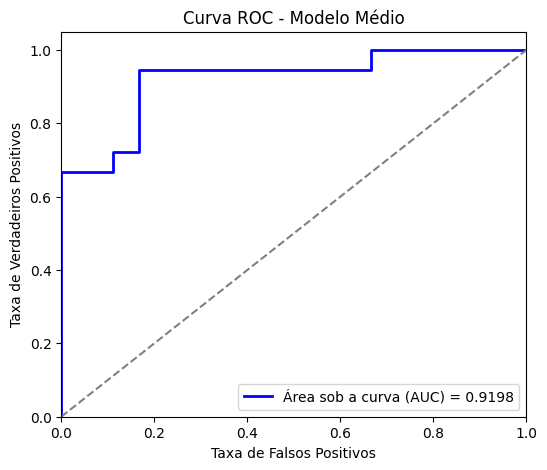 Curva ROC - Modelo Médio
Taxa de Verdadeiros Positivos
1.0
0.8
0.6
0.4
0.2
0.0
Área sob a curva (AUC) = 0.9198
0.0 0.2 0.4 0.6 0.8 1.0
Taxa de Falsos Positivos